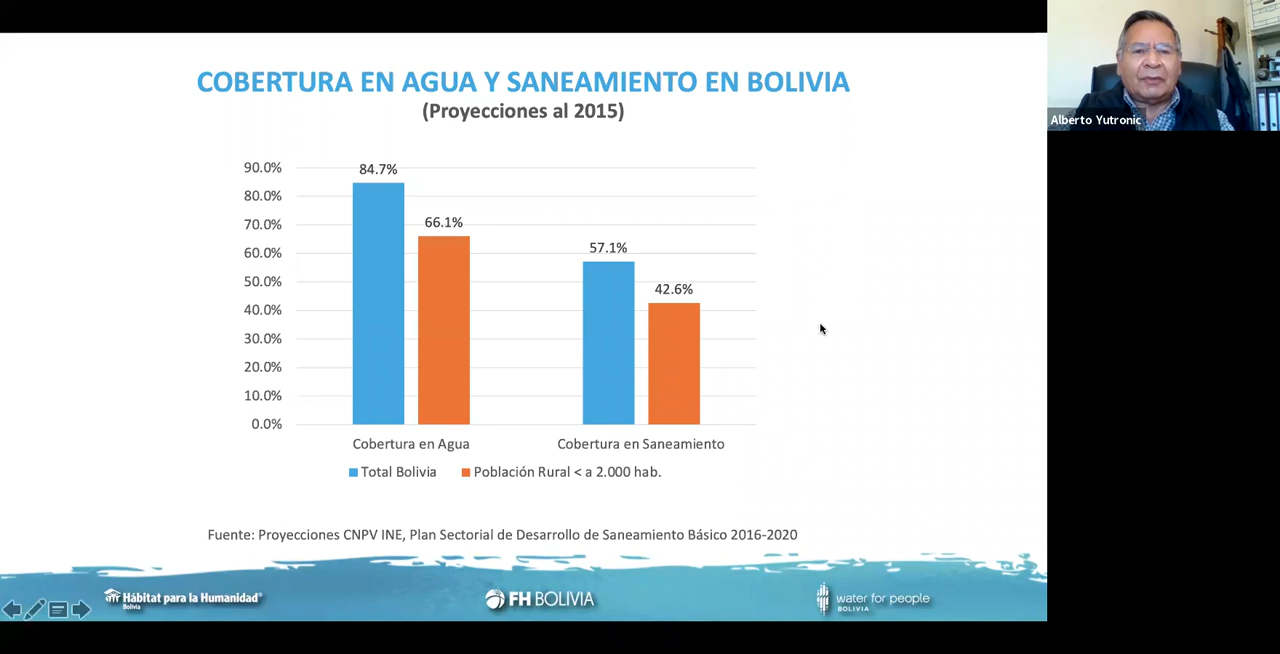 COBERTURA EN AGUA Y SANEAMIENTO EN BOLIVIA
(Proyecciones al 2015)
Alberto Yutronic
90.0%
80.0%
70.0%
60.0%
50.0%
40.0%
30.0%
20.0%
10.0%
0.0%
84.7%
66.1%
57.1%
42.6%
Cobertura en Agua
Cobertura en Saneamiento
Total Bolivia
Población Rural < a 2.000 hab.
Fuente: Proyecciones CNPV INE, Plan Sectorial de Desarrollo de Saneamiento Básico 2016-2020
Hábitat para la Humanidad®
Bolivia
FH BOLIVIA
water for people
BOLIVIA